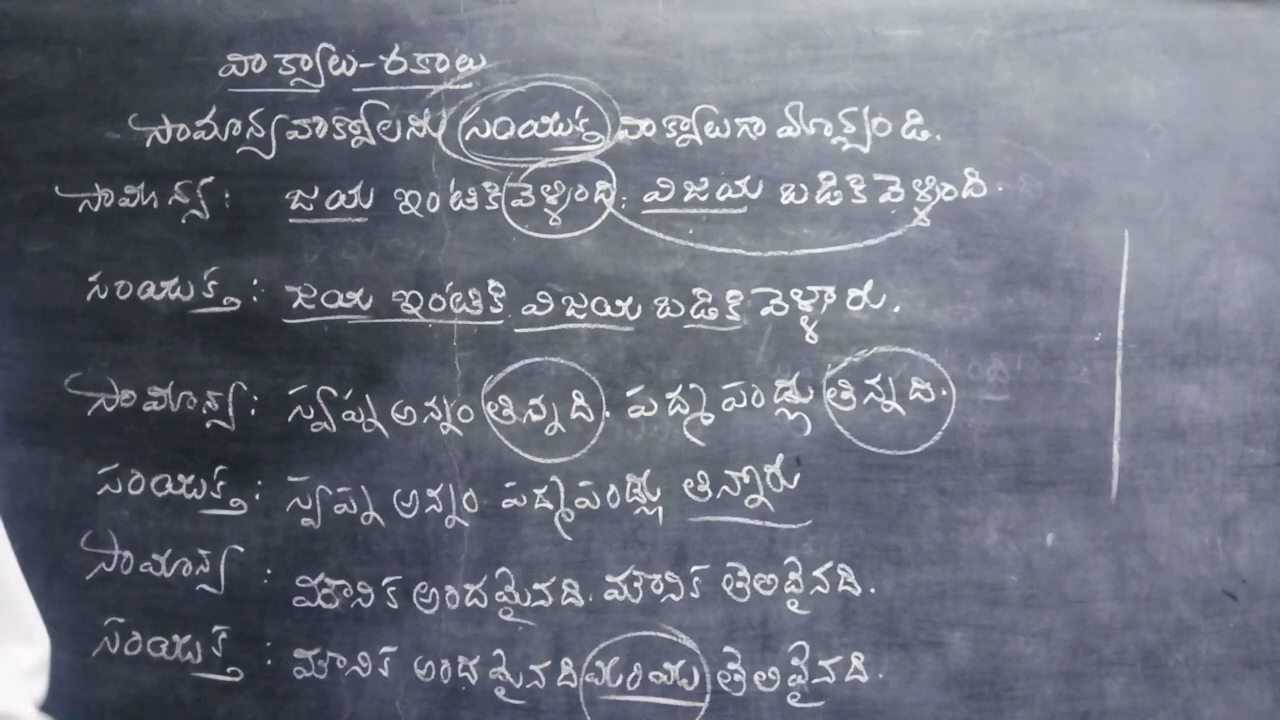 వాక్యాలు-రకాలు
సామాన్యవాక్యాలను సంయుక్త వాక్యాలుగా మార్చండి.
సామాన్య: జయ ఇంటికి వెళ్ళింది. విజయ బడికి వెళ్ళింది.
సంయుక్త: జయ ఇంటికి విజయ బడికి వెళ్ళారు.
సామాన్య: స్వప్న అన్నం తిన్నది. పద్మ పండ్లు తిన్నది.
సంయుక్త: స్వప్న అన్నం పద్మ పండ్లు తిన్నారు
సామాన్య: మౌనిక అందమైనది. మౌనిక తెలివైనది.
సంయుక్త: మౌనిక అందమైనది మరియు తెలివైనది.